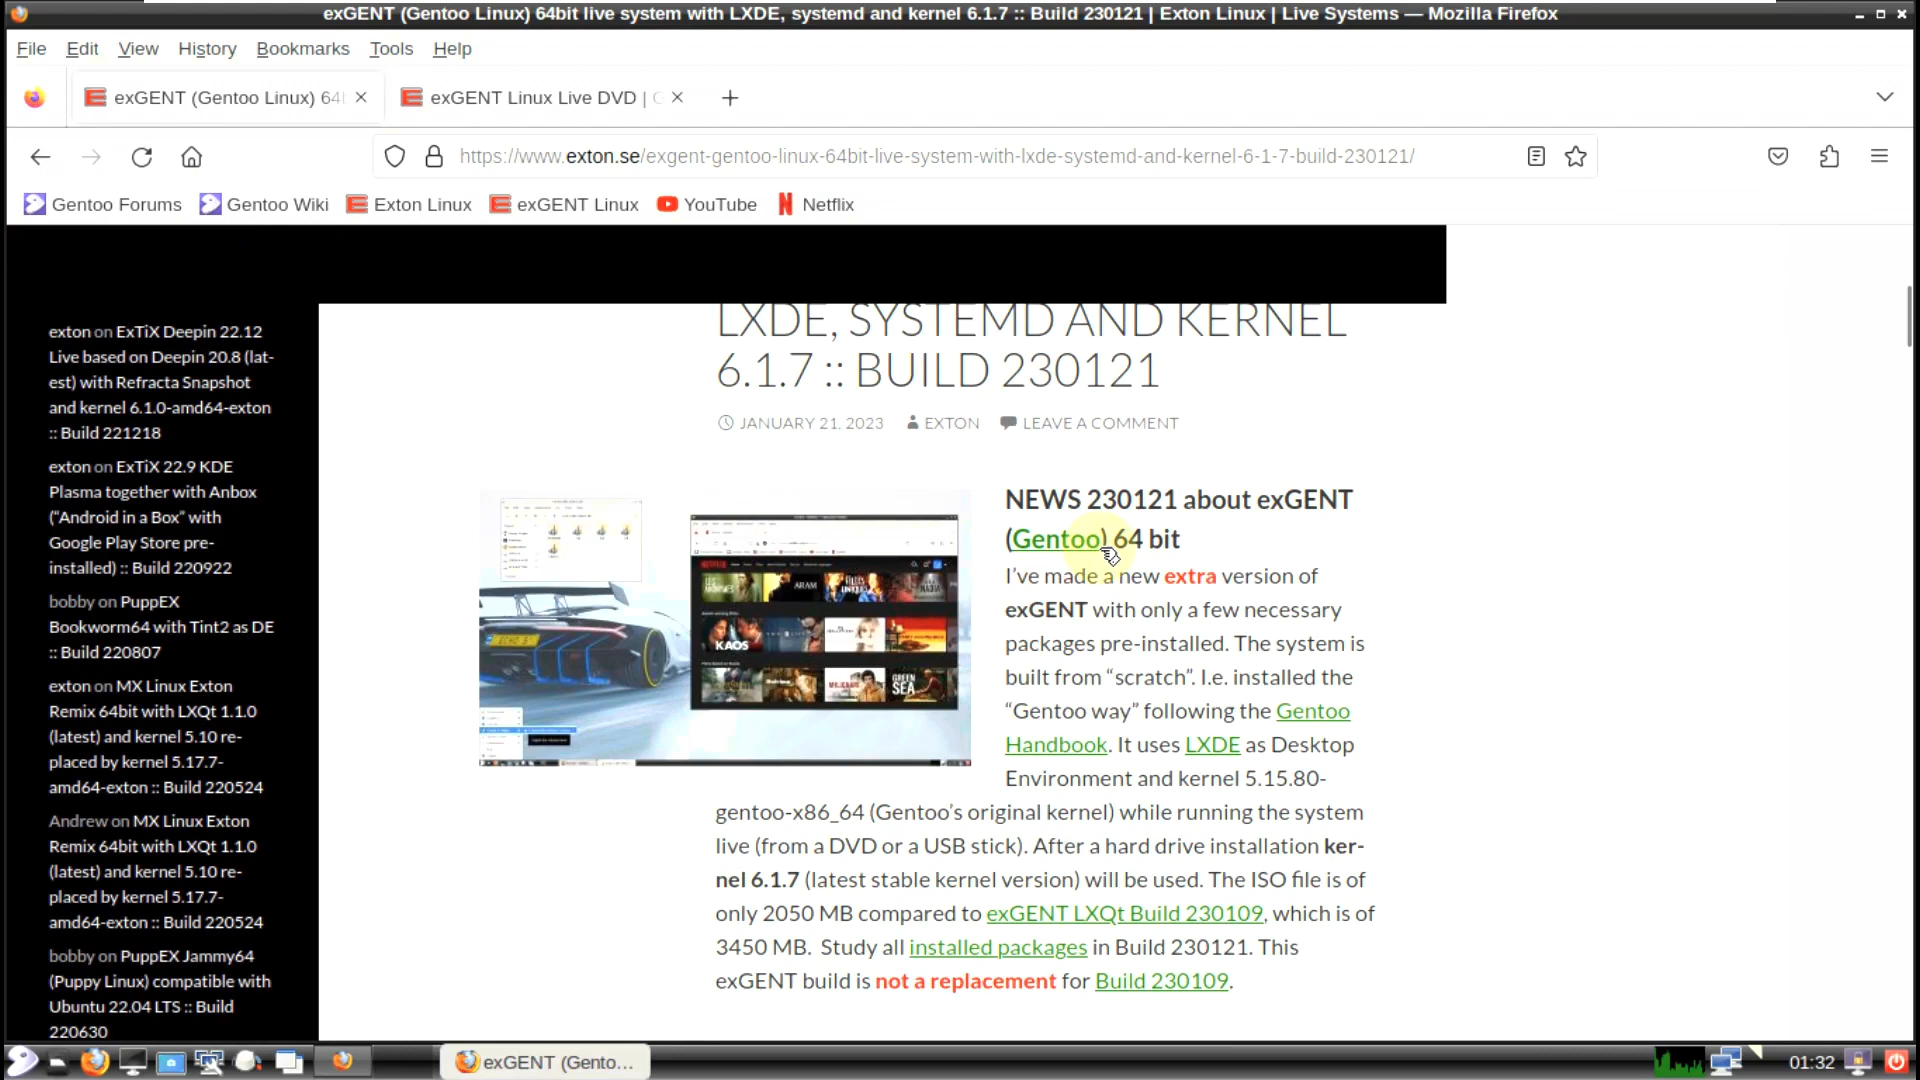 exGENT (Gentoo Linux) 64bit live system with LXDE, systemd and kernel 6.1.7 :: Build 230121 | Exton Linux | Live Systems — Mozilla Firefox
File Edit View History Bookmarks Tools Help
exGENT (Gentoo Linux) 64
exGENT Linux Live DVD |
https://www.exton.se/exgent-gentoo-linux-64bit-live-system-with-lxde-systemd-and-kernel-6-1-7-build-230121/
Gentoo Forums Gentoo Wiki Exton Linux exGENT Linux YouTube Netflix
exton on ExTiX Deepin 22.12
Live based on Deepin 20.8 (lat-
est) with Refracta Snapshot
and kernel 6.1.0-amd64-exton
:: Build 221218
exton on ExTiX 22.9 KDE
Plasma together with Anbox
(“Android in a Box” with
Google Play Store pre-
installed) :: Build 220922
bobby on PuppEX
Bookworm64 with Tint2 as DE
:: Build 220807
exton on MX Linux Exton
Remix 64bit with LXQt 1.1.0
(latest) and kernel 5.10 re-
placed by kernel 5.17.7-
amd64-exton :: Build 220524
Andrew on MX Linux Exton
Remix 64bit with LXQt 1.1.0
(latest) and kernel 5.10 re-
placed by kernel 5.17.7-
amd64-exton :: Build 220524
bobby on PuppEX Jammy64
(Puppy Linux) compatible with
Ubuntu 22.04 LTS :: Build
220630
LXDE, SYSTEMD AND KERNEL
6.1.7 :: BUILD 230121
JANUARY 21, 2023 EXTON LEAVE A COMMENT
NETFLIX
ARAM
KAOS
GREEN
SEA
NEWS 230121 about exGENT
(Gentoo) 64 bit
I’ve made a new extra version of
exGENT with only a few necessary
packages pre-installed. The system is
built from “scratch”. I.e. installed the
“Gentoo way” following the Gentoo
Handbook. It uses LXDE as Desktop
Environment and kernel 5.15.80-
gentoo-x86_64 (Gentoo’s original kernel) while running the system
live (from a DVD or a USB stick). After a hard drive installation ker-
nel 6.1.7 (latest stable kernel version) will be used. The ISO file is of
only 2050 MB compared to exGENT LXQt Build 230109, which is of
3450 MB. Study all installed packages in Build 230121. This
exGENT build is not a replacement for Build 230109.
exGENT (Gento...
01:32